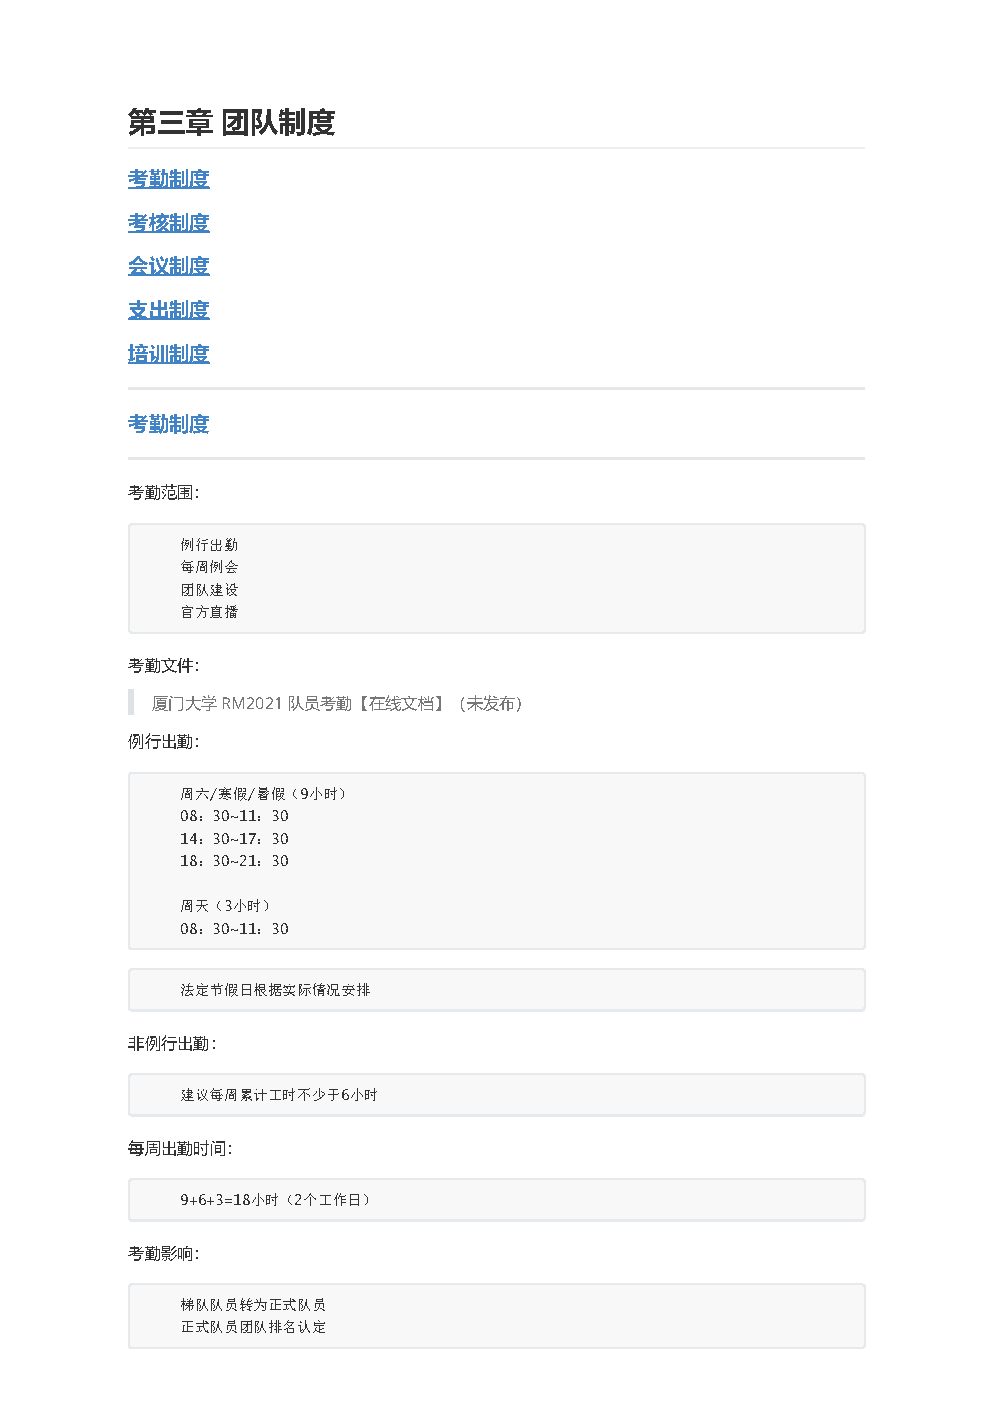 第三章 团队制度
考勤制度
考核制度
会议制度
支出制度
培训制度
考勤制度
考勤范围：
例行出勤
每周例会
团队建设
官方直播
考勤文件：
厦门大学 RM2021 队员考勤【在线文档】（未发布）
例行出勤：
周六/寒假/暑假（9小时）
08：30~11：30
14：30~17：30
18：30~21：30
周天（3小时）
08：30~11：30
法定节假日根据实际情况安排
非例行出勤：
建议每周累计工时不少于6小时
每周出勤时间：
9+6+3=18小时（2个工作日）
考勤影响：
梯队队员转为正式队员
正式队员团队排名认定